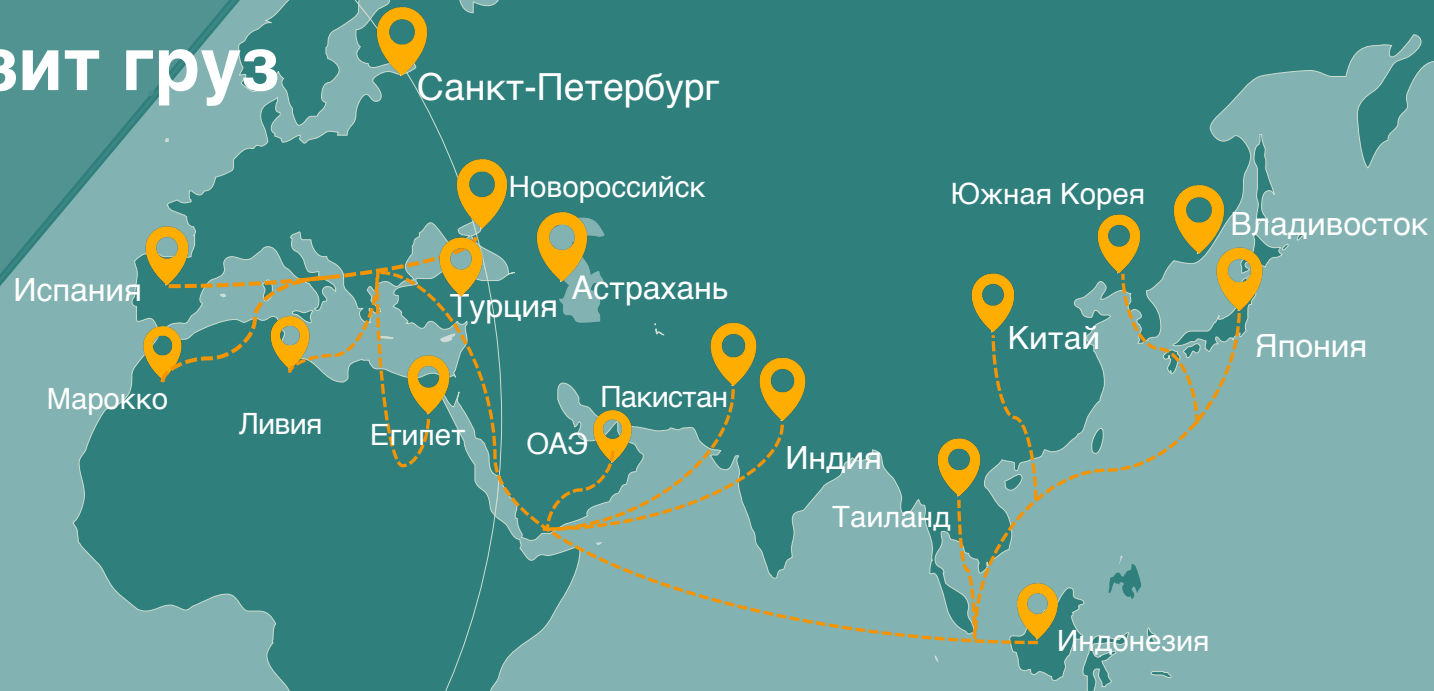 зит груз
Санкт-Петербург
Новороссийск
Южная Корея
Владивосток
Испания
Турция
Астрахань
Китай
Япония
Марокко
Пакистан
Ливия
Египет
ОАЭ
Индия
Таиланд
Индонезия